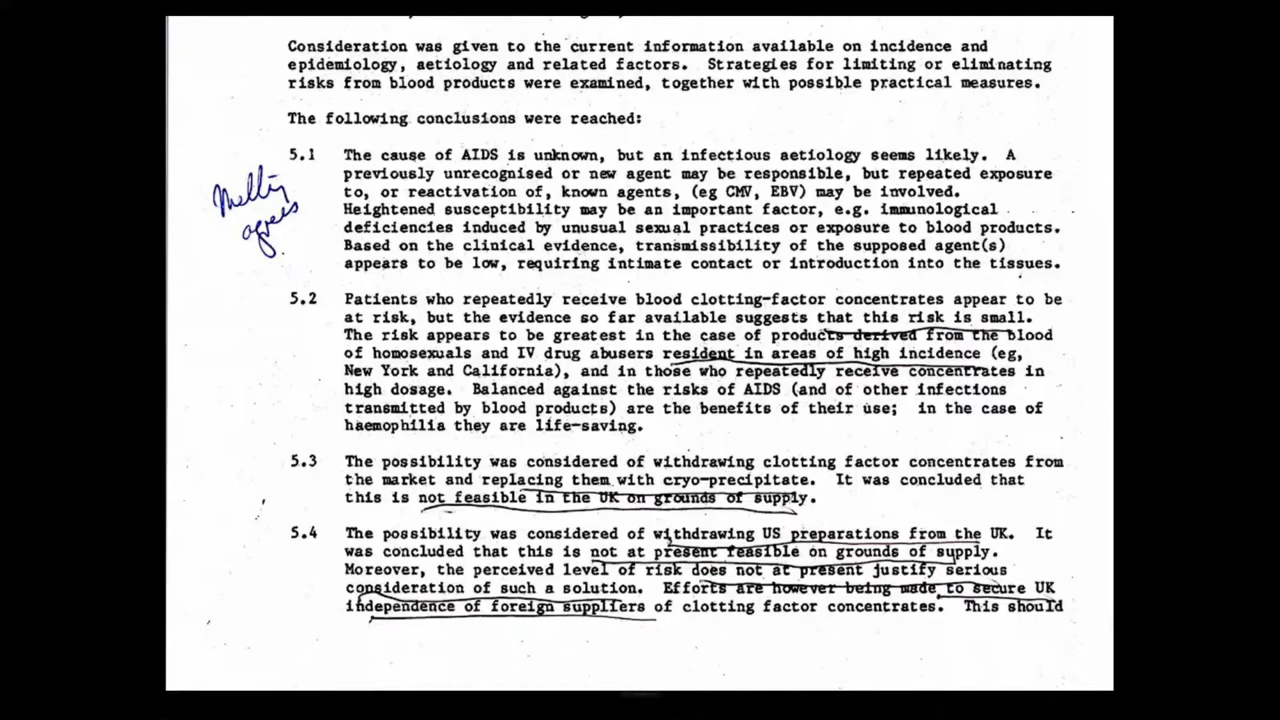 Consideration was given to the current information available on incidence and
epidemiology, aetiology and related factors. Strategies for limiting or eliminating
risks from blood products were examined, together with possible practical measures.
The following conclusions were reached:
5.1 The cause of AIDS is unknown, but an infectious aetiology seems likely. A
previously unrecognised or new agent may be responsible, but repeated exposure
to, or reactivation of, known agents, (eg CMV, EBV) may be involved.
Heightened susceptibility may be an important factor, e.g. immunological
deficiencies induced by unusual sexual practices or exposure to blood products.
Based on the clinical evidence, transmissibility of the supposed agent(s)
appears to be low, requiring intimate contact or introduction into the tissues.
agrees
5.2 Patients who repeatedly receive blood clotting-factor concentrates appear to be
at risk, but the evidence so far available suggests that this risk is small.
The risk appears to be greatest in the case of products derived from the blood
of homosexuals and IV drug abusers resident in areas of high incidence (eg,
New York and California), and in those who repeatedly receive concentrates in
high dosage. Balanced against the risks of AIDS (and of other infections
transmitted by blood products) are the benefits of their use; in the case of
haemophilia they are life-saving.
5.3 The possibility was considered of withdrawing clotting factor concentrates from
the market and replacing them with cryo-precipitate. It was concluded that
this is not feasible in the UK on grounds of supply.
5.4 The possibility was considered of withdrawing US preparations from the UK. It
was concluded that this is not at present feasible on grounds of supply.
Moreover, the perceived level of risk does not at present justify serious
consideration of such a solution. Efforts are however being made to secure UK
independence of foreign suppliers of clotting factor concentrates. This should